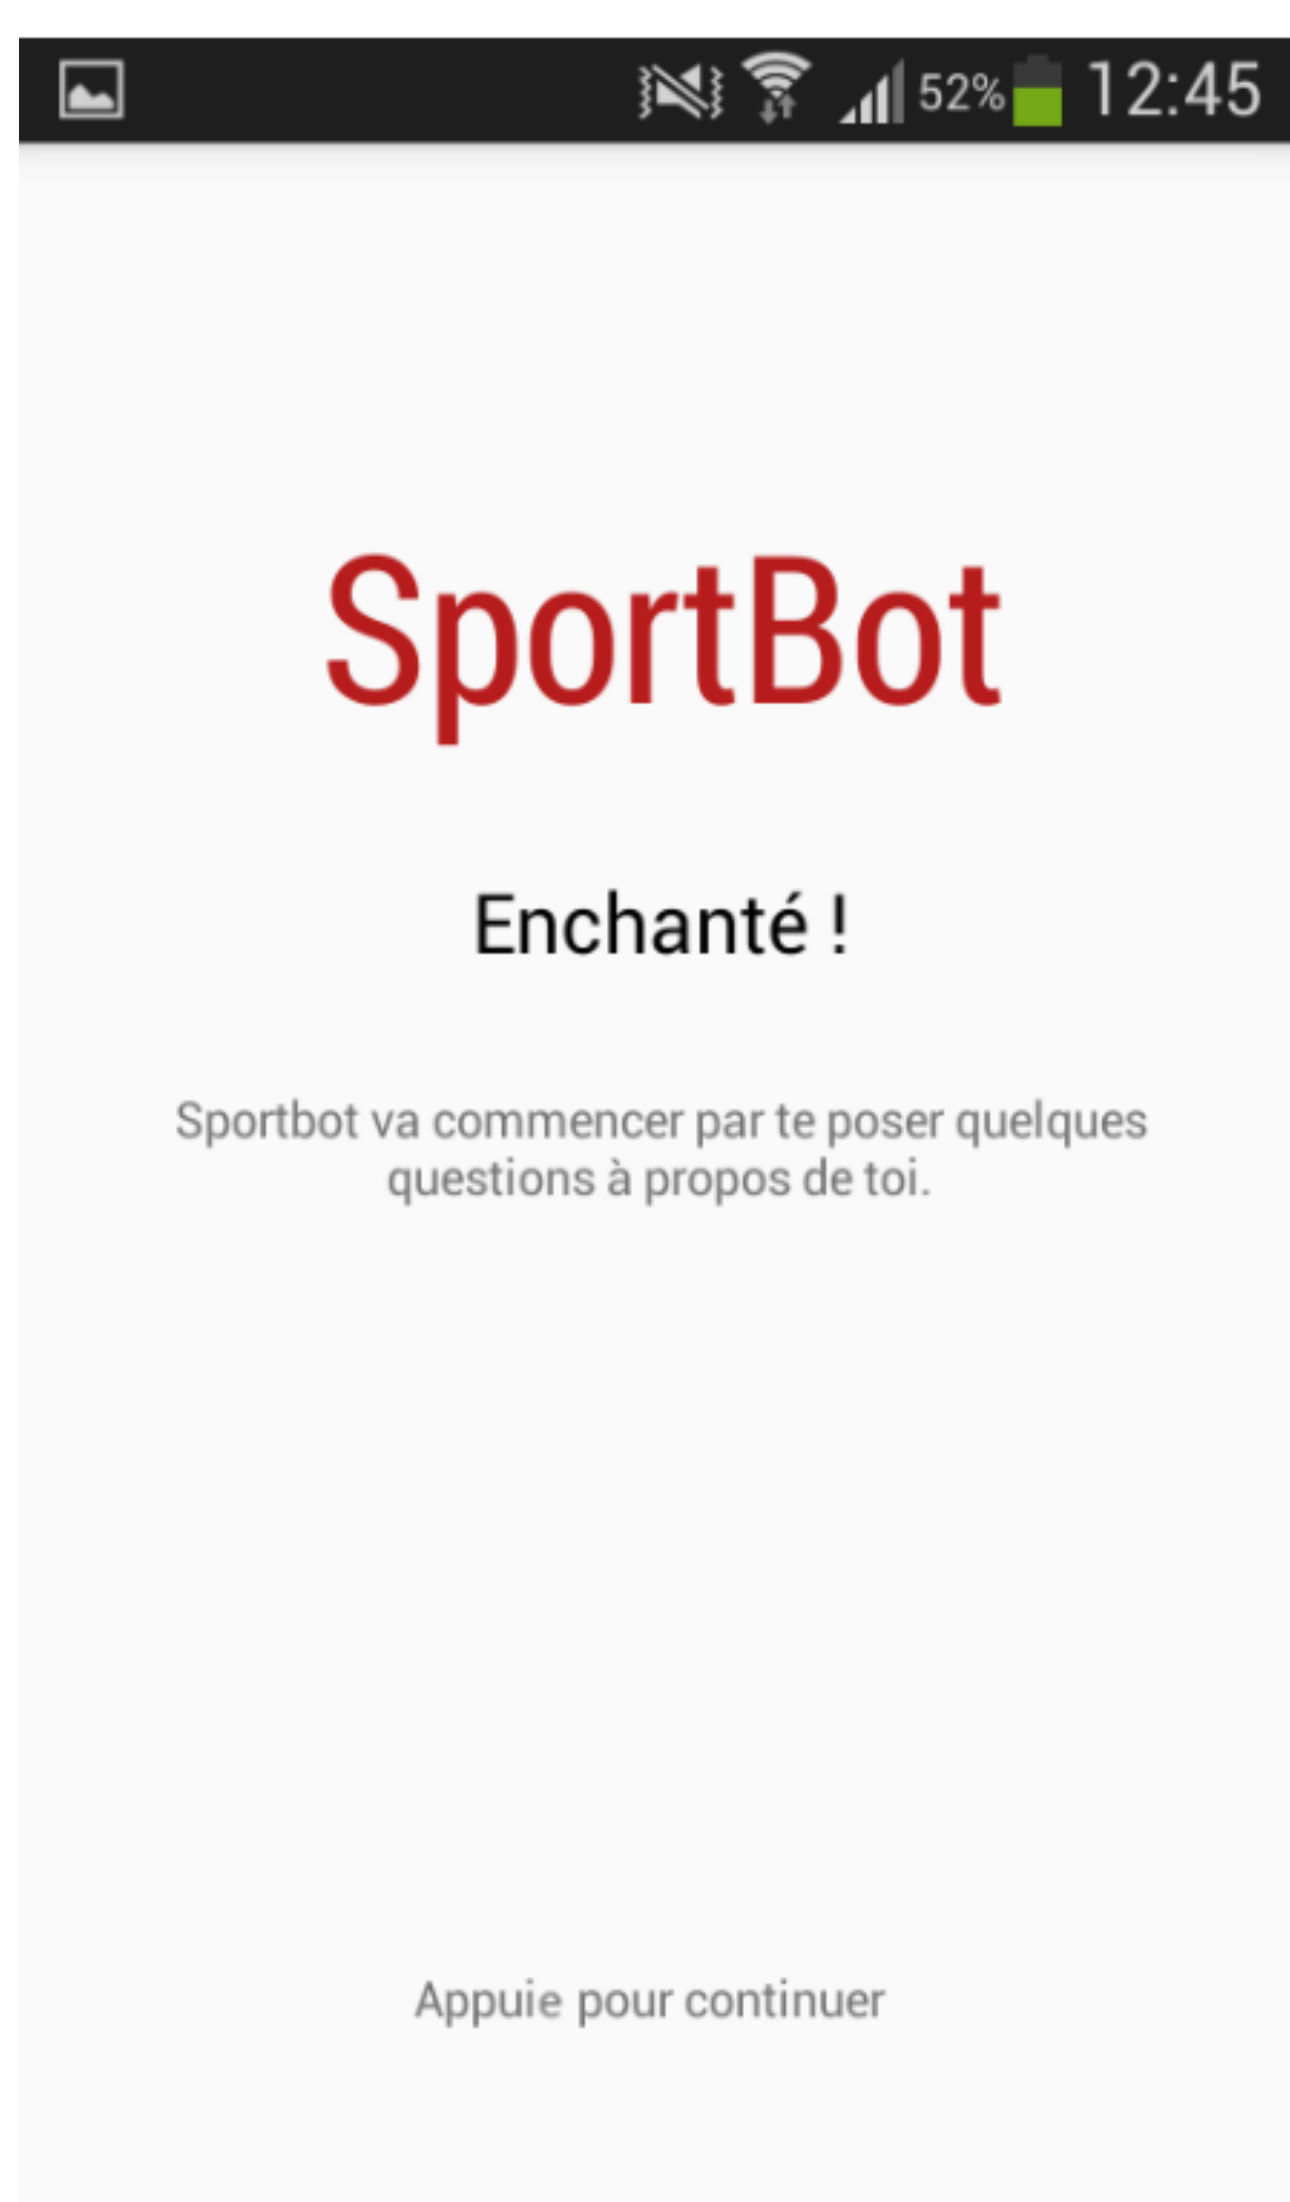 52% 12:45
SportBot
Enchanté !
Sportbot va commencer par te poser quelques
questions à propos de toi.
Appuie pour continuer